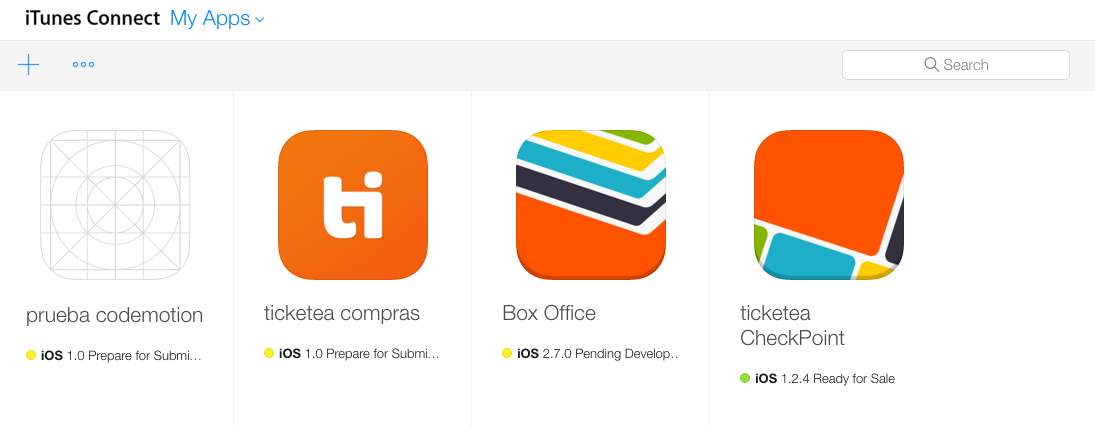 iTunes Connect My Apps
Search
prueba codemotion
iOS 1.0 Prepare for Submi...
ti
ticketea compras
iOS 1.0 Prepare for Submi...
Box Office
iOS 2.7.0 Pending Develop..
ticketea
CheckPoint
iOS 1.2.4 Ready for Sale